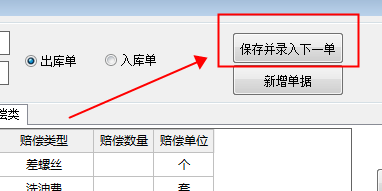 出库单 入库单 保存并录入下一单
新增单据
偿类
赔偿类型 赔偿数量 赔偿单位
差螺丝 个
洗油费 套